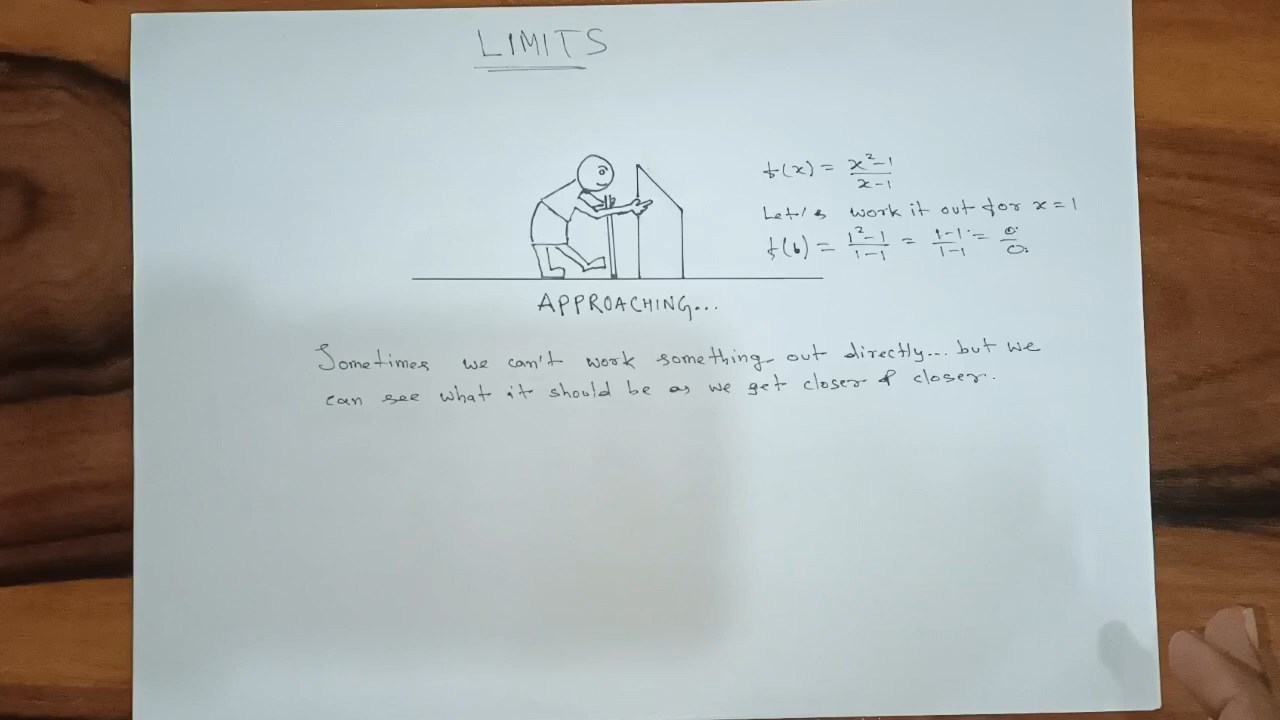 LIMITS
f(x) = x²-1/x-1
Let's work it out for x=1
f(1) = 1²-1/1-1 = 1-1/1-1 = 0/0
APPROACHING...
Sometimes we can't work something out directly... but we
can see what it should be as we get closer & closer.